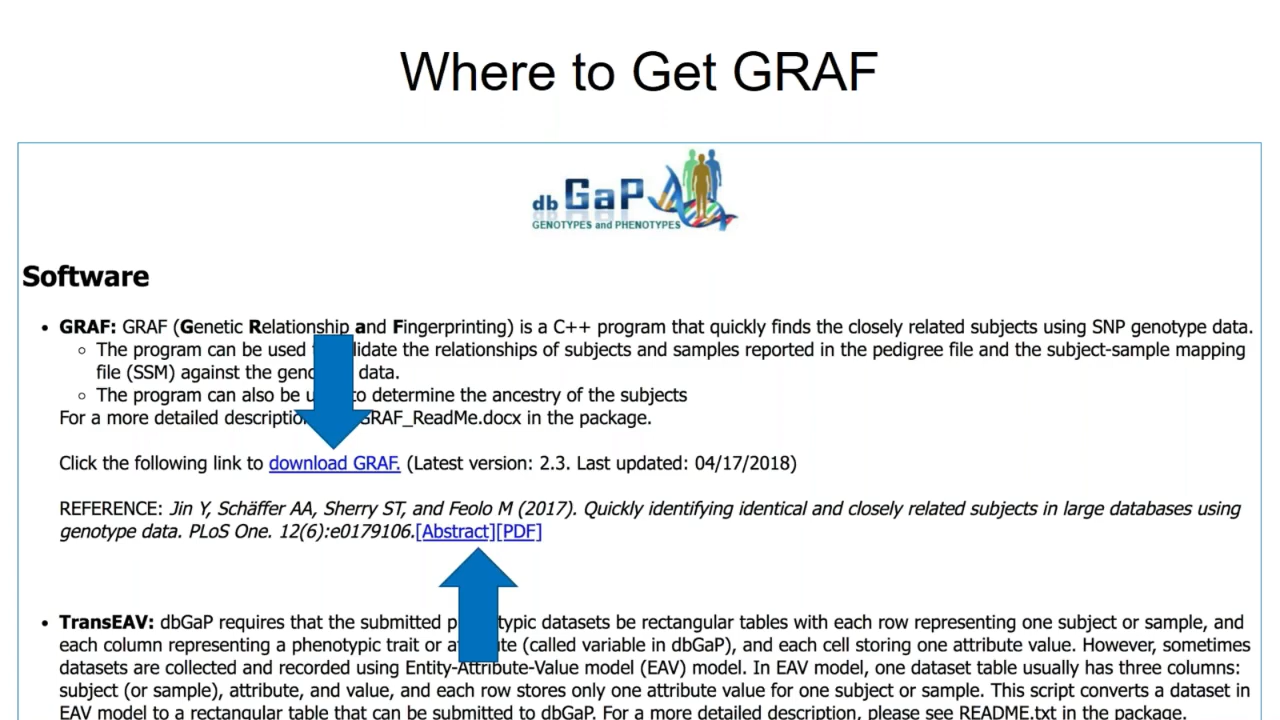 Where to Get GRAF
db GaP
GENOTYPES and PHENOTYPES
Software
• GRAF: GRAF (Genetic Relationship and Fingerprinting) is a C++ program that quickly finds the closely related subjects using SNP genotype data.
◦ The program can be used lidate the relationships of subjects and samples reported in the pedigree file and the subject-sample mapping
file (SSM) against the geno data.
◦ The program can also be u to determine the ancestry of the subjects
For a more detailed descriptio GRAF_ReadMe.docx in the package.
Click the following link to download GRAF. (Latest version: 2.3. Last updated: 04/17/2018)
REFERENCE: Jin Y, Schäffer AA, Sherry ST, and Feolo M (2017). Quickly identifying identical and closely related subjects in large databases using
genotype data. PLoS One. 12(6):e0179106.[Abstract][PDF]
• TransEAV: dbGaP requires that the submitted p typic datasets be rectangular tables with each row representing one subject or sample, and
each column representing a phenotypic trait or a te (called variable in dbGaP), and each cell storing one attribute value. However, sometimes
datasets are collected and recorded using Entity-Attribute-Value model (EAV) model. In EAV model, one dataset table usually has three columns:
subject (or sample), attribute, and value, and each row stores only one attribute value for one subject or sample. This script converts a dataset in
EAV model to a rectangular table that can be submitted to dbGaP. For a more detailed description, please see README.txt in the package.